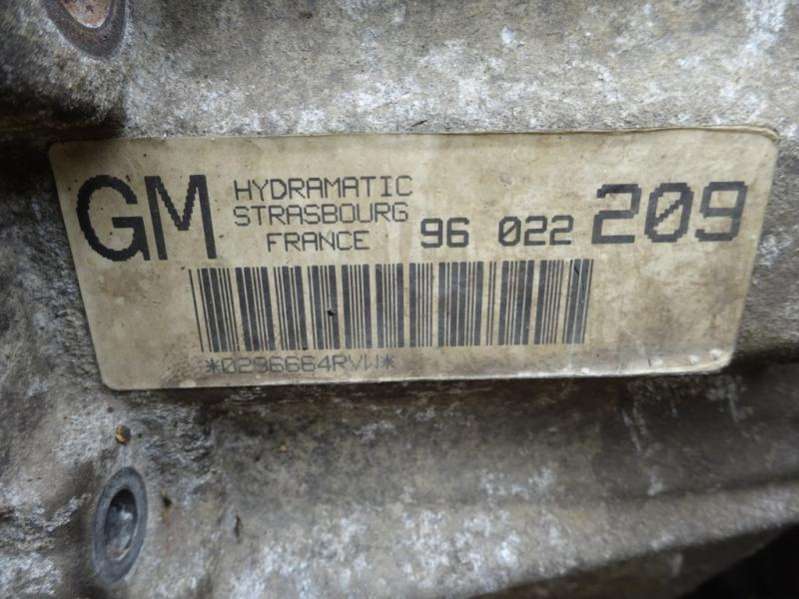 GM
HYDRAMATIC
STRASBOURG
FRANCE
96 022 209
*0296664RVW*